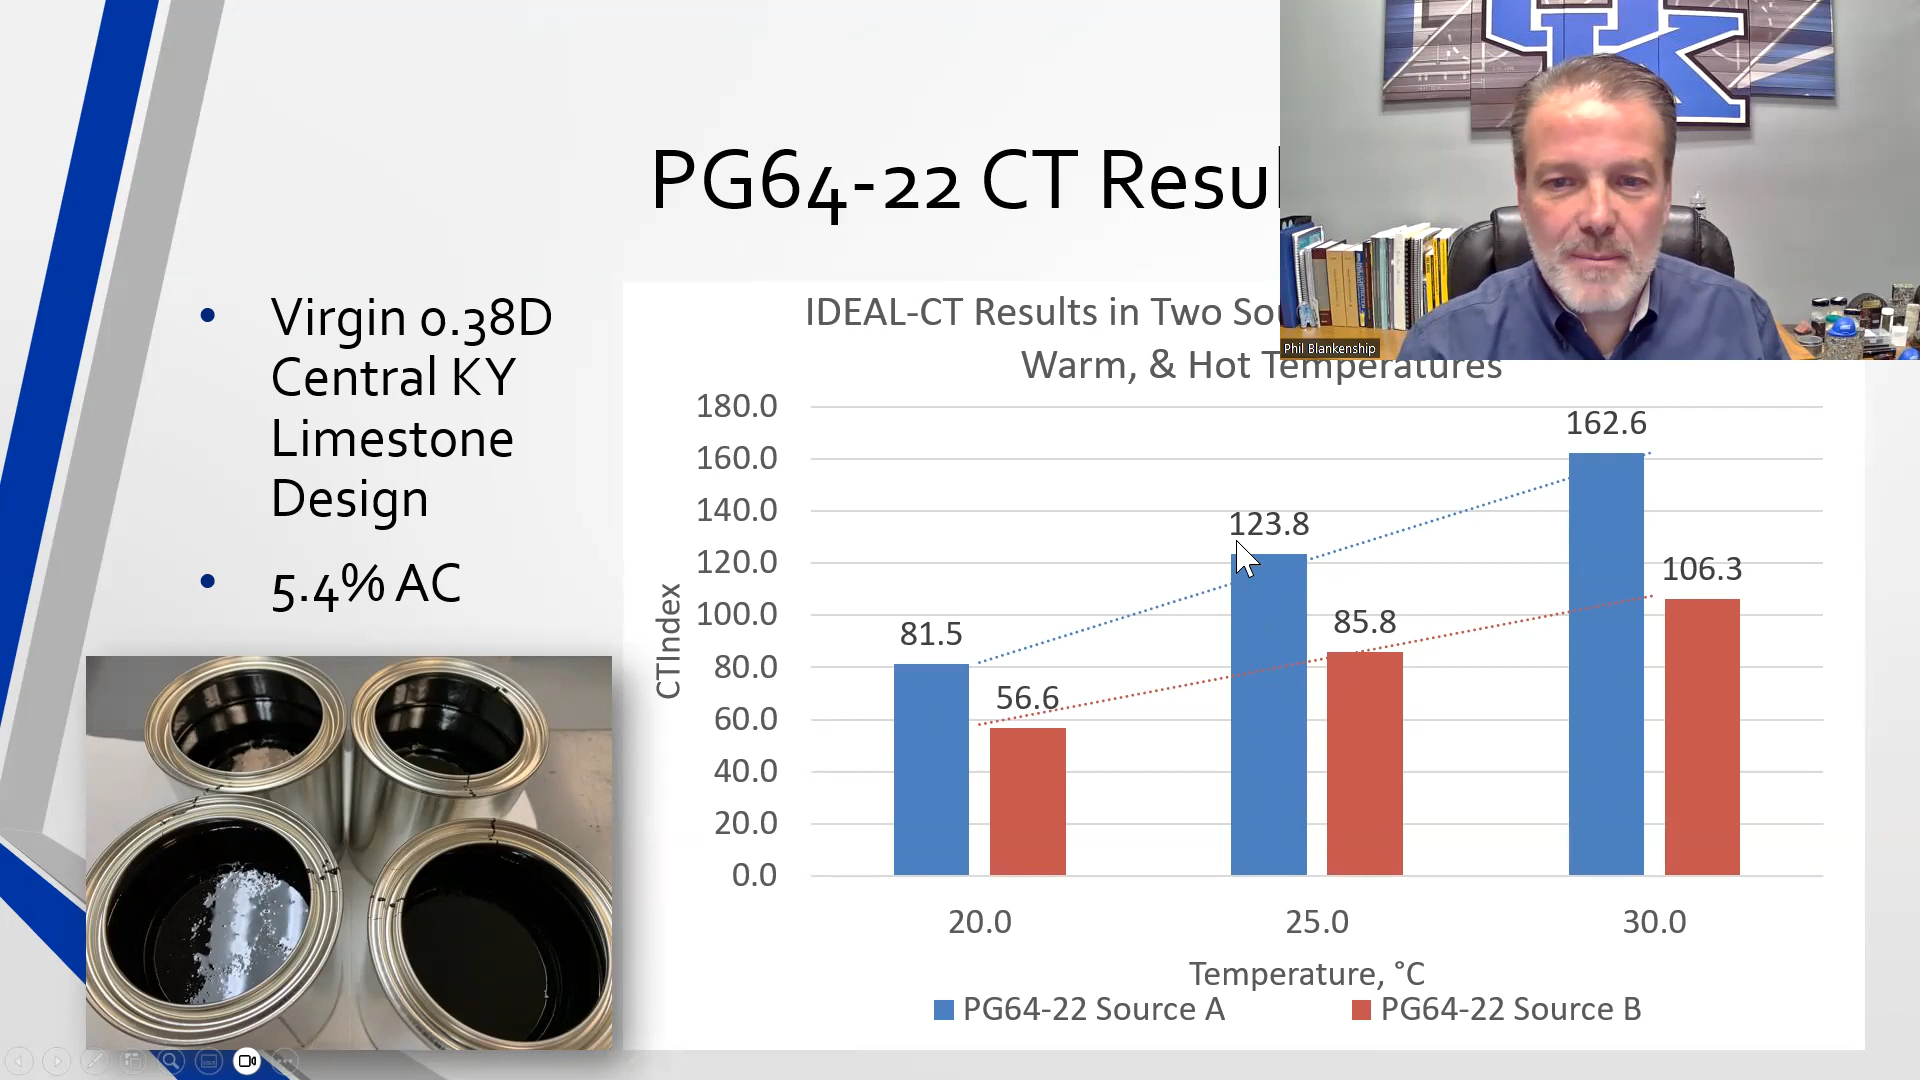 PG64-22 CT Resu
UK
Phil Blankenship
• Virgin 0.38D
Central KY
Limestone
Design
• 5.4% AC
IDEAL-CT Results in Two
Warm, & Hot Temperatures
CTIndex
180.0
160.0
140.0
120.0
100.0
80.0
60.0
40.0
20.0
0.0
81.5
56.6
123.8
85.8
162.6
106.3
20.0 25.0 30.0
Temperature, °C
PG64-22 Source A PG64-22 Source B